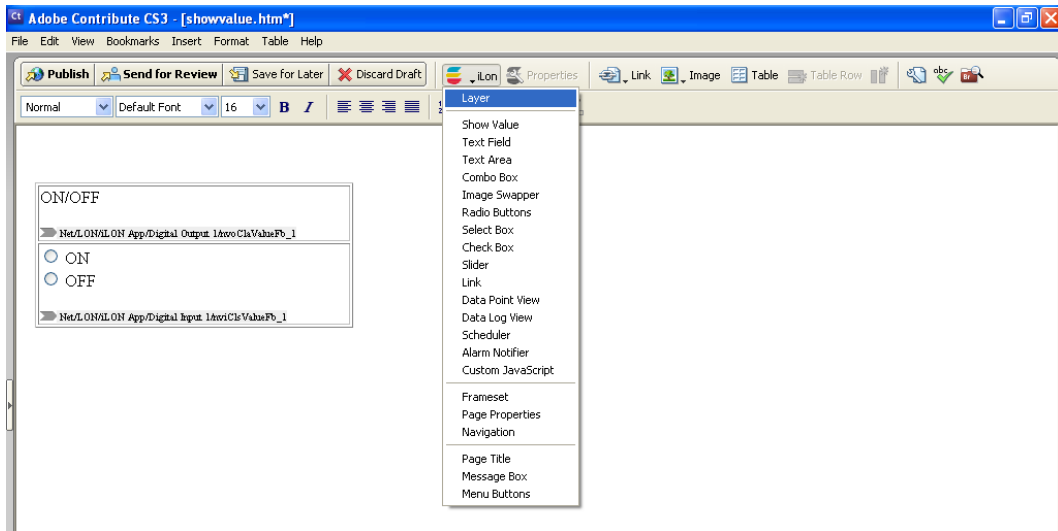 Ct Adobe Contribute CS3 - [showvalue.htm*]
File Edit View Bookmarks Insert Format Table Help
Publish Send for Review Save for Later Discard Draft iLon Properties Link Image Table Table Row abc
Normal Default Font 16 B I
Layer
Show Value
Text Field
Text Area
Combo Box
Image Swapper
Radio Buttons
Select Box
Check Box
Slider
Link
Data Point View
Data Log View
Scheduler
Alarm Notifier
Custom JavaScript
Frameset
Page Properties
Navigation
Page Title
Message Box
Menu Buttons
ON/OFF
Net/LON/iLON App/Digital Output 1/nvoClaValueFb_1
ON
OFF
Net/LON/iLON App/Digital Input 1/nviClsValueFb_1